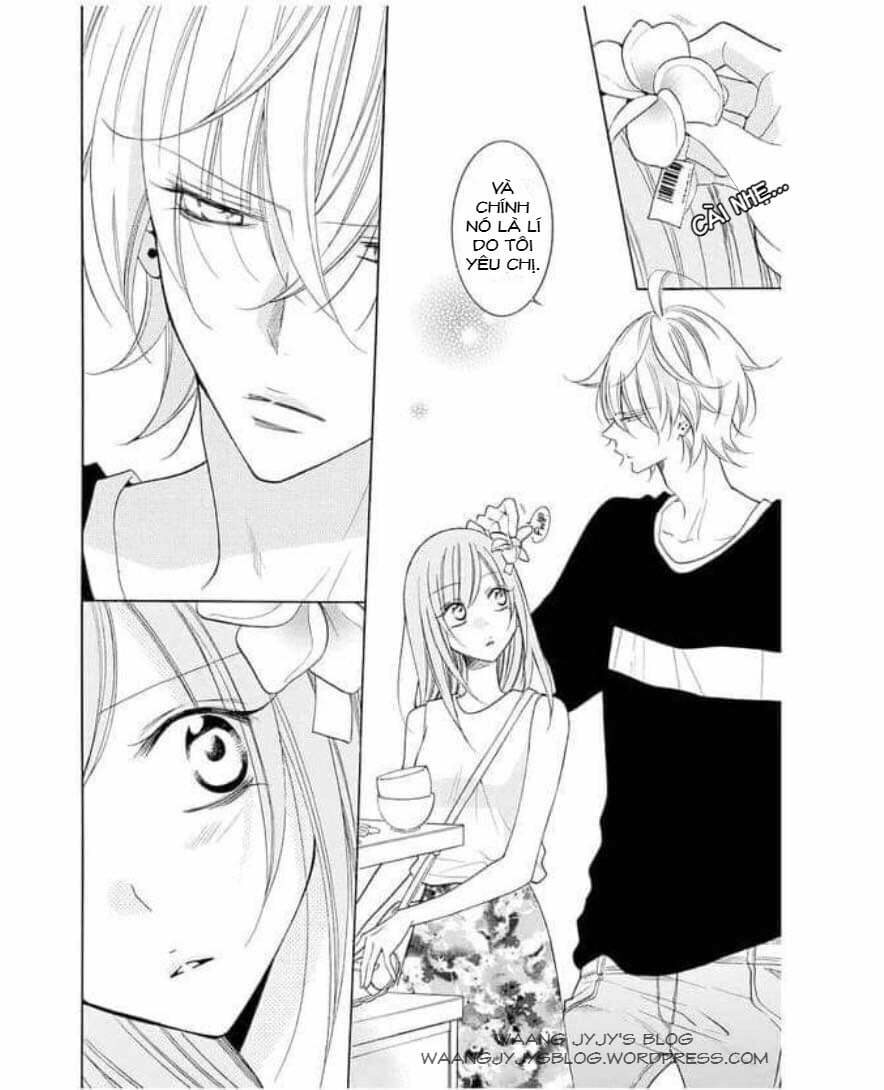 CÀI NHẸ...
VÀ
CHÍNH
NÓ LÀ LÍ
DO TÔI
YÊU CHỊ.
WAANG JYJY'S BLOG
WAANGJYJYSBLOG.WORDPRESS.COM